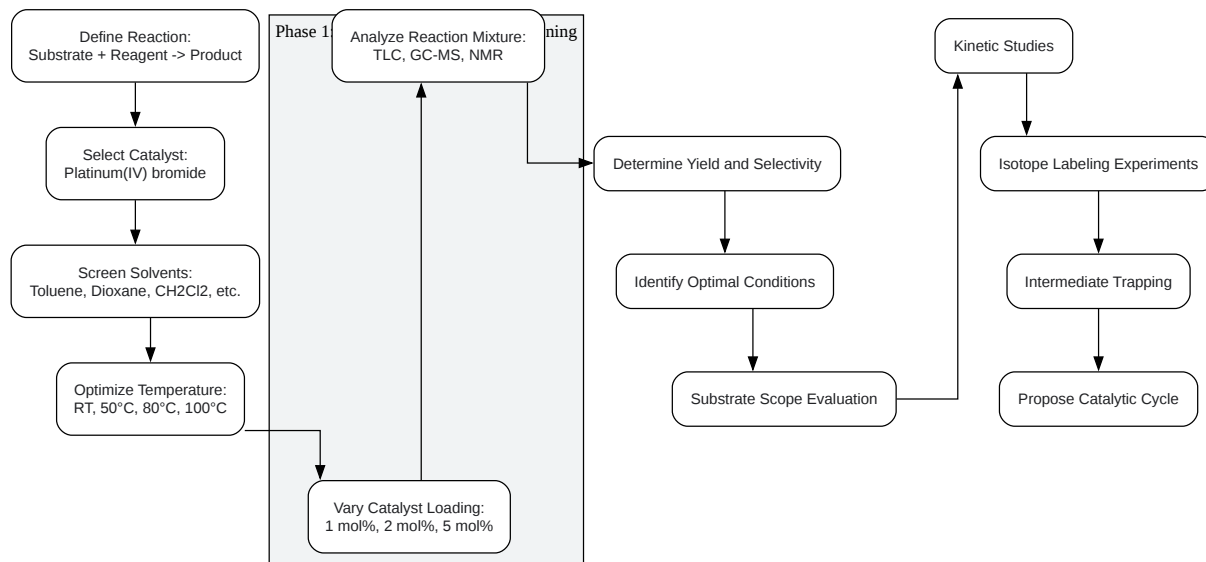 Define Reaction:
Substrate + Reagent -> Product
Select Catalyst:
Platinum(IV) bromide
Screen Solvents:
Toluene, Dioxane, CH2Cl2, etc.
Optimize Temperature:
RT, 50°C, 80°C, 100°C
Phase 1:
Analyze Reaction Mixture:
TLC, GC-MS, NMR
Vary Catalyst Loading:
1 mol%, 2 mol%, 5 mol%
Determine Yield and Selectivity
Identify Optimal Conditions
Substrate Scope Evaluation
Kinetic Studies
Isotope Labeling Experiments
Intermediate Trapping
Propose Catalytic Cycle